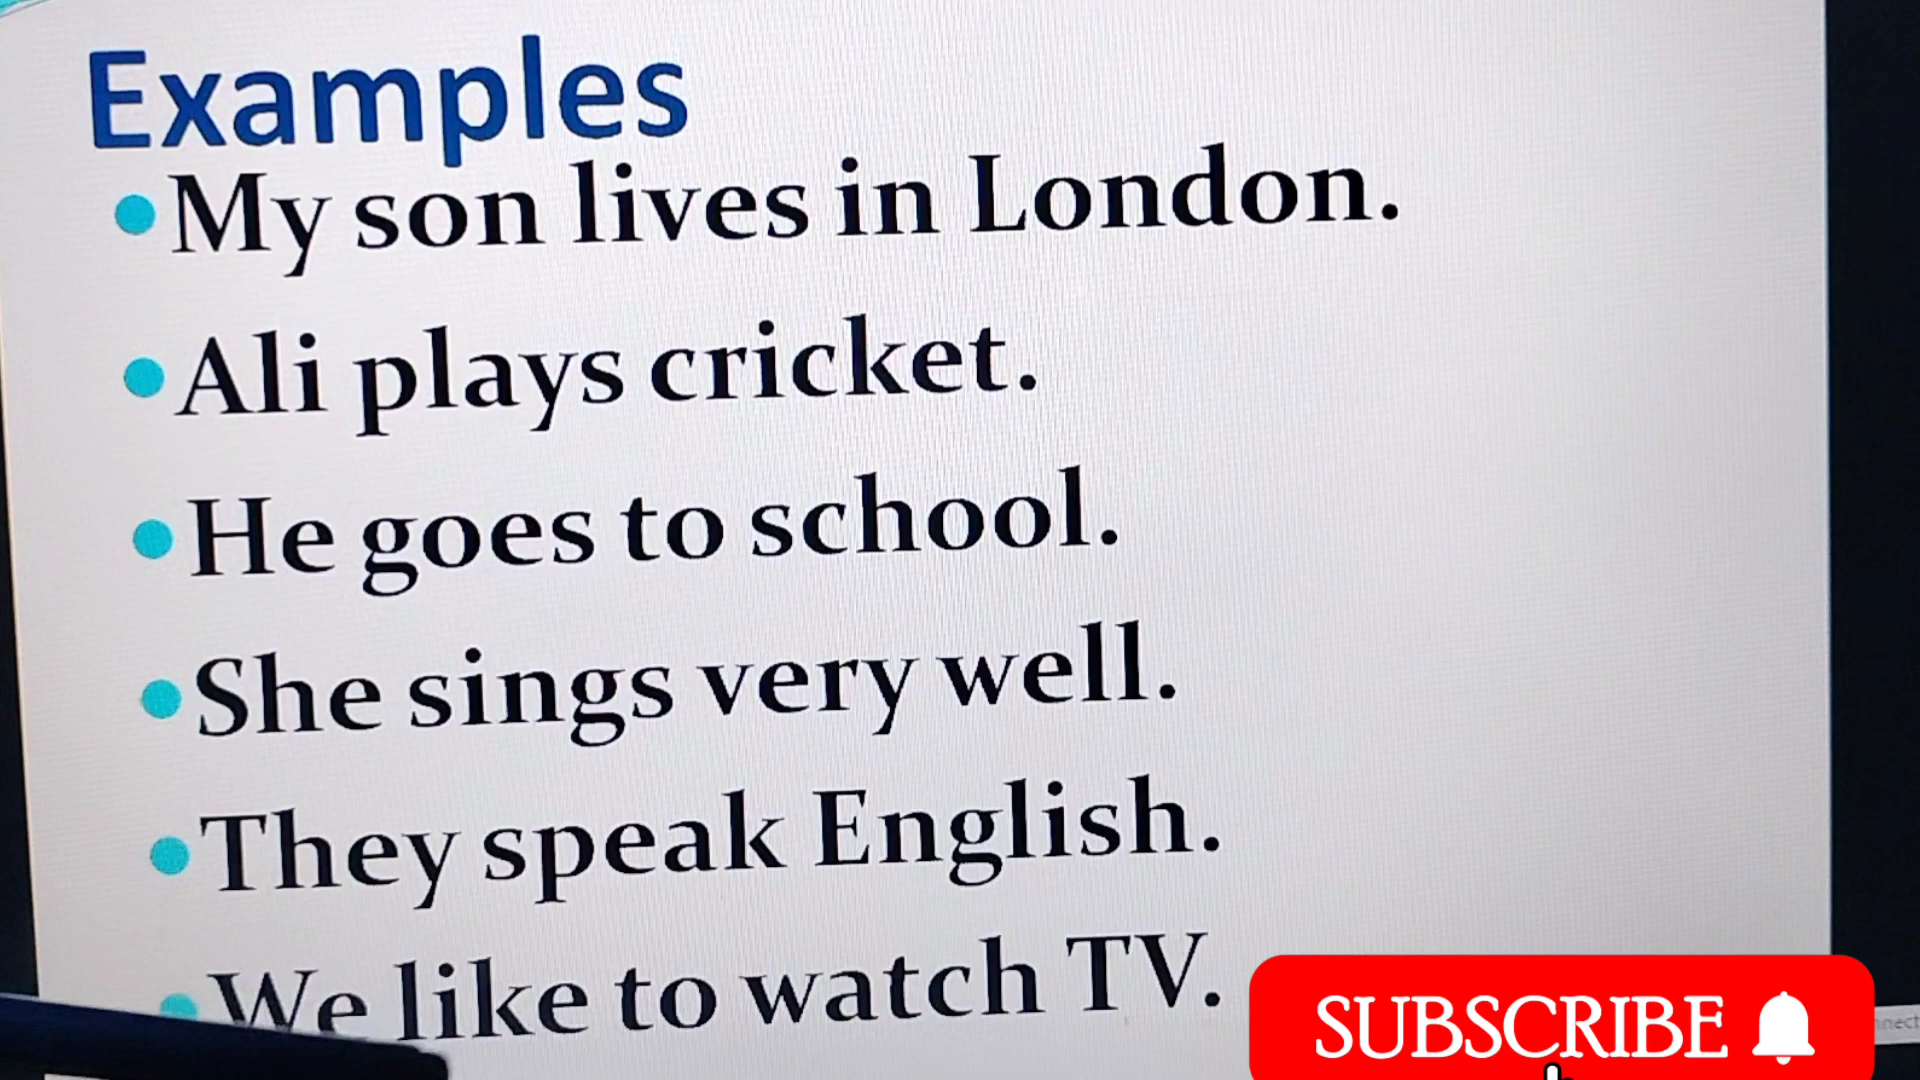 Examples
My son lives in London.
Ali plays cricket.
He goes to school.
She sings very well.
They speak English.
We like to watch TV.
SUBSCRIBE